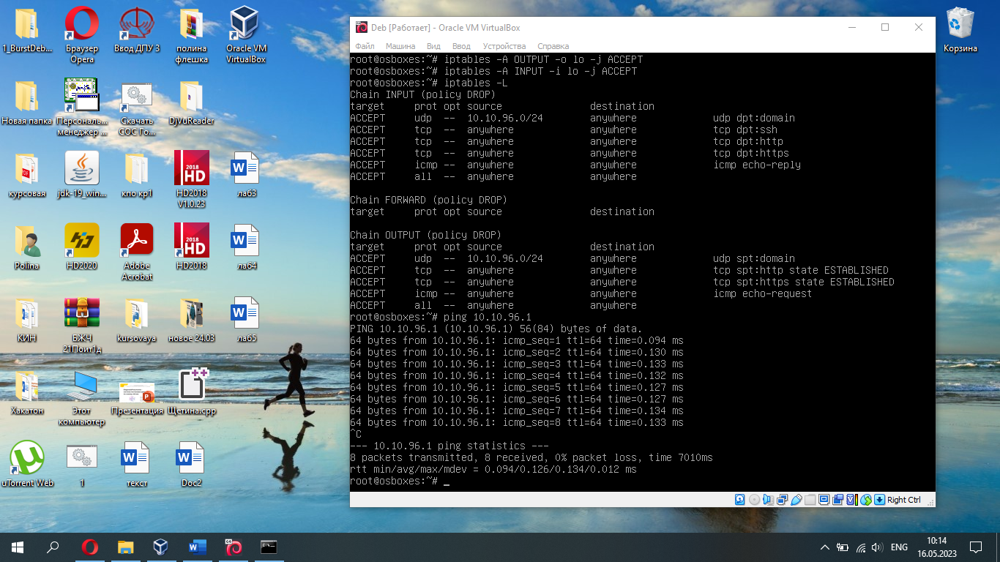 1_BurstDeb...
Браузер Opera
Ввод ДПУ 3
полина флешка
Oracle VM VirtualBox
Новая папка
Персональ... менеджер ...
Скачать СОС Го...
DjVuReader
курсовая
jdk-19_win...
кпо кр1
HD2018 V1.0.23
лаб3
Polina
HD2020
Adobe Acrobat
HD2018
лаб4
КИН
БЖЧ 21Поит1д
kursovaya
новое 24.03
лаб5
Хакатон
Этот компьютер
Презентация
Щетина.cpp
uTorrent Web
1
текст
Doc2
Корзина
Deb [Работает] - Oracle VM VirtualBox
Файл Машина Вид Ввод Устройства Справка
root@osboxes:~# iptables -A OUTPUT -o lo -j ACCEPT
root@osboxes:~# iptables -A INPUT -i lo -j ACCEPT
root@osboxes:~# iptables -L
Chain INPUT (policy DROP)
target prot opt source destination
ACCEPT udp -- 10.10.96.0/24 anywhere udp dpt:domain
ACCEPT tcp -- anywhere anywhere tcp dpt:ssh
ACCEPT tcp -- anywhere anywhere tcp dpt:http
ACCEPT tcp -- anywhere anywhere tcp dpt:https
ACCEPT icmp -- anywhere anywhere icmp echo-reply
ACCEPT all -- anywhere anywhere
Chain FORWARD (policy DROP)
target prot opt source destination
Chain OUTPUT (policy DROP)
target prot opt source destination
ACCEPT udp -- 10.10.96.0/24 anywhere udp spt:domain
ACCEPT tcp -- anywhere anywhere tcp spt:http state ESTABLISHED
ACCEPT tcp -- anywhere anywhere tcp spt:https state ESTABLISHED
ACCEPT icmp -- anywhere anywhere icmp echo-request
ACCEPT all -- anywhere anywhere
root@osboxes:~# ping 10.10.96.1
PING 10.10.96.1 (10.10.96.1) 56(84) bytes of data.
64 bytes from 10.10.96.1: icmp_seq=1 ttl=64 time=0.094 ms
64 bytes from 10.10.96.1: icmp_seq=2 ttl=64 time=0.130 ms
64 bytes from 10.10.96.1: icmp_seq=3 ttl=64 time=0.133 ms
64 bytes from 10.10.96.1: icmp_seq=4 ttl=64 time=0.132 ms
64 bytes from 10.10.96.1: icmp_seq=5 ttl=64 time=0.127 ms
64 bytes from 10.10.96.1: icmp_seq=6 ttl=64 time=0.127 ms
64 bytes from 10.10.96.1: icmp_seq=7 ttl=64 time=0.134 ms
64 bytes from 10.10.96.1: icmp_seq=8 ttl=64 time=0.133 ms
^C
--- 10.10.96.1 ping statistics ---
8 packets transmitted, 8 received, 0% packet loss, time 7010ms
rtt min/avg/max/mdev = 0.094/0.126/0.134/0.012 ms
root@osboxes:~# _
Right Ctrl
ENG
10:14
16.05.2023